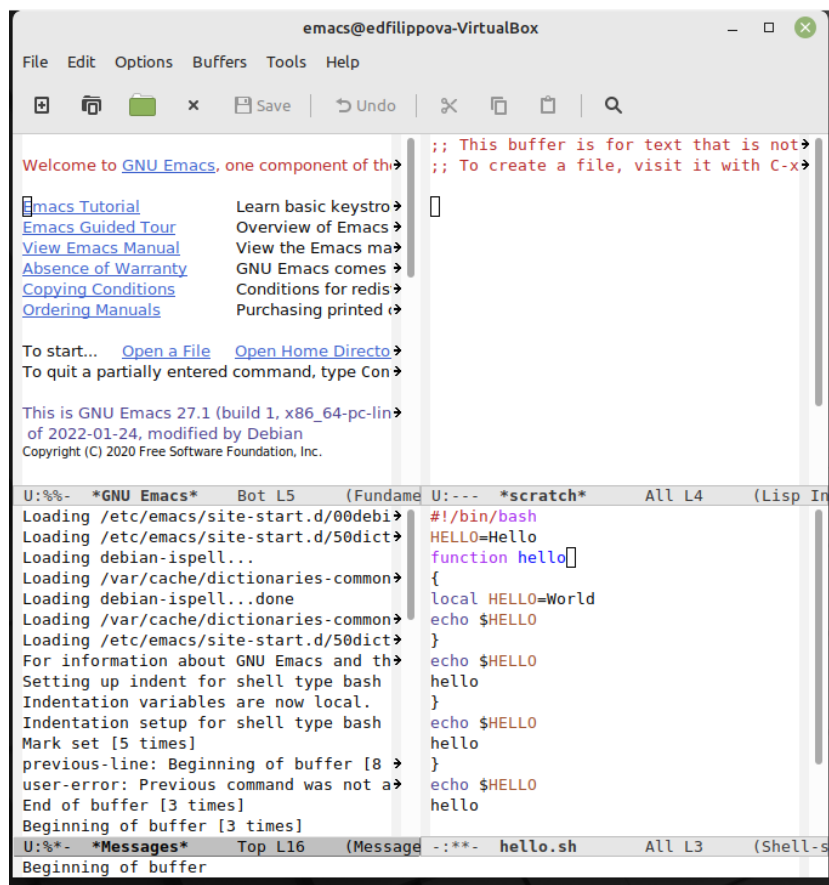 emacs@edfilippova-VirtualBox
File Edit Options Buffers Tools Help
Save Undo
Welcome to GNU Emacs, one component of the
Emacs Tutorial Learn basic keystro
Emacs Guided Tour Overview of Emacs
View Emacs Manual View the Emacs ma
Absence of Warranty GNU Emacs comes
Copying Conditions Conditions for redis
Ordering Manuals Purchasing printed
To start... Open a File Open Home Directo
To quit a partially entered command, type Con
This is GNU Emacs 27.1 (build 1, x86_64-pc-lin
of 2022-01-24, modified by Debian
Copyright (C) 2020 Free Software Foundation, Inc.
U:%%- *GNU Emacs* Bot L5 (Fundame
;; This buffer is for text that is not
;; To create a file, visit it with C-x
U:--- *scratch* All L4 (Lisp In
Loading /etc/emacs/site-start.d/00debi
Loading /etc/emacs/site-start.d/50dict
Loading debian-ispell...
Loading /var/cache/dictionaries-common
Loading debian-ispell...done
Loading /var/cache/dictionaries-common
Loading /etc/emacs/site-start.d/50dict
For information about GNU Emacs and th
Setting up indent for shell type bash
Indentation variables are now local.
Indentation setup for shell type bash
Mark set [5 times]
previous-line: Beginning of buffer [8
user-error: Previous command was not a
End of buffer [3 times]
Beginning of buffer [3 times]
U:%*- *Messages* Top L16 (Message
#!/bin/bash
HELLO=Hello
function hello
{
local HELLO=World
echo $HELLO
}
echo $HELLO
hello
}
echo $HELLO
hello
}
echo $HELLO
hello
-:**- hello.sh All L3 (Shell-s
Beginning of buffer